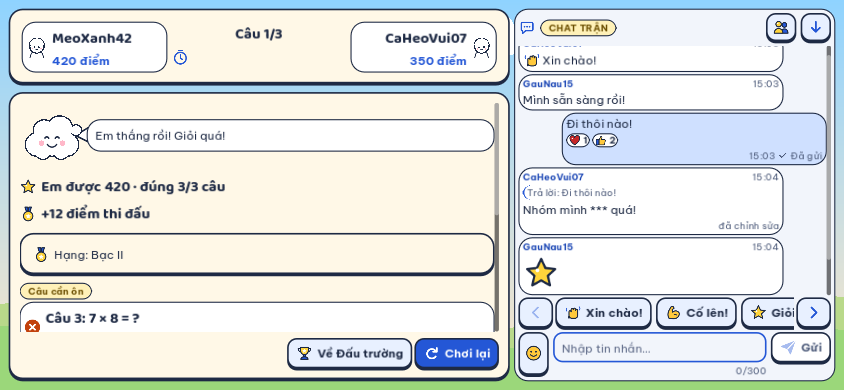 MeoXanh42
420 điểm
Câu 1/3
CaHeoVui07
350 điểm
Em thắng rồi! Giỏi quá!
Em được 420 · đúng 3/3 câu
+12 điểm thi đấu
Hạng: Bạc II
Câu cần ôn
Câu 3: 7 × 8 = ?
Về Đấu trường
Chơi lại
CHAT TRẬN
Xin chào!
GauNau15
15:03
Mình sẵn sàng rồi!
Đi thôi nào!
1
2
15:03 ✓ Đã gửi
CaHeoVui07
15:04
Trả lời: Đi thôi nào!
Nhóm mình *** quá!
đã chỉnh sửa
GauNau15
15:04
Xin chào!
Cố lên!
Giỏi
Nhập tin nhắn...
Gửi
0/300